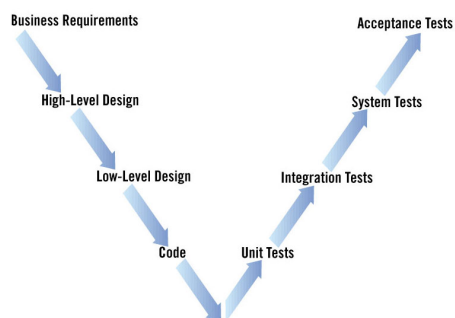 Business Requirements
Acceptance Tests
High-Level Design
System Tests
Low-Level Design
Integration Tests
Code
Unit Tests